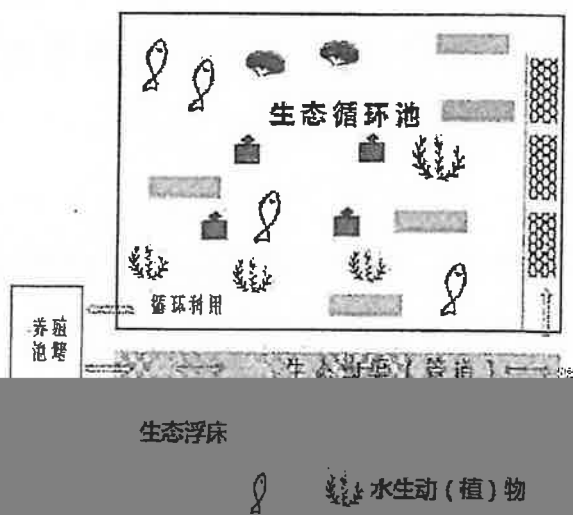 生态循环池
循环利用
养殖
池塘
生态浮床
水生动（植）物